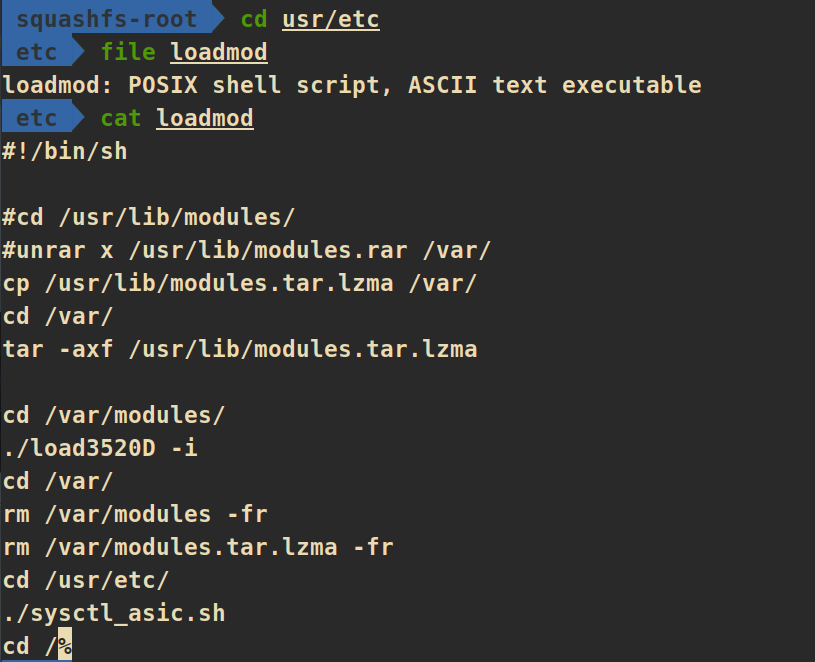 squashfs-root cd usr/etc
etc file loadmod
loadmod: POSIX shell script, ASCII text executable
etc cat loadmod
#!/bin/sh
#cd /usr/lib/modules/
#unrar x /usr/lib/modules.rar /var/
cp /usr/lib/modules.tar.lzma /var/
cd /var/
tar -axf /usr/lib/modules.tar.lzma
cd /var/modules/
./load3520D -i
cd /var/
rm /var/modules -fr
rm /var/modules.tar.lzma -fr
cd /usr/etc/
./sysctl_asic.sh
cd /%